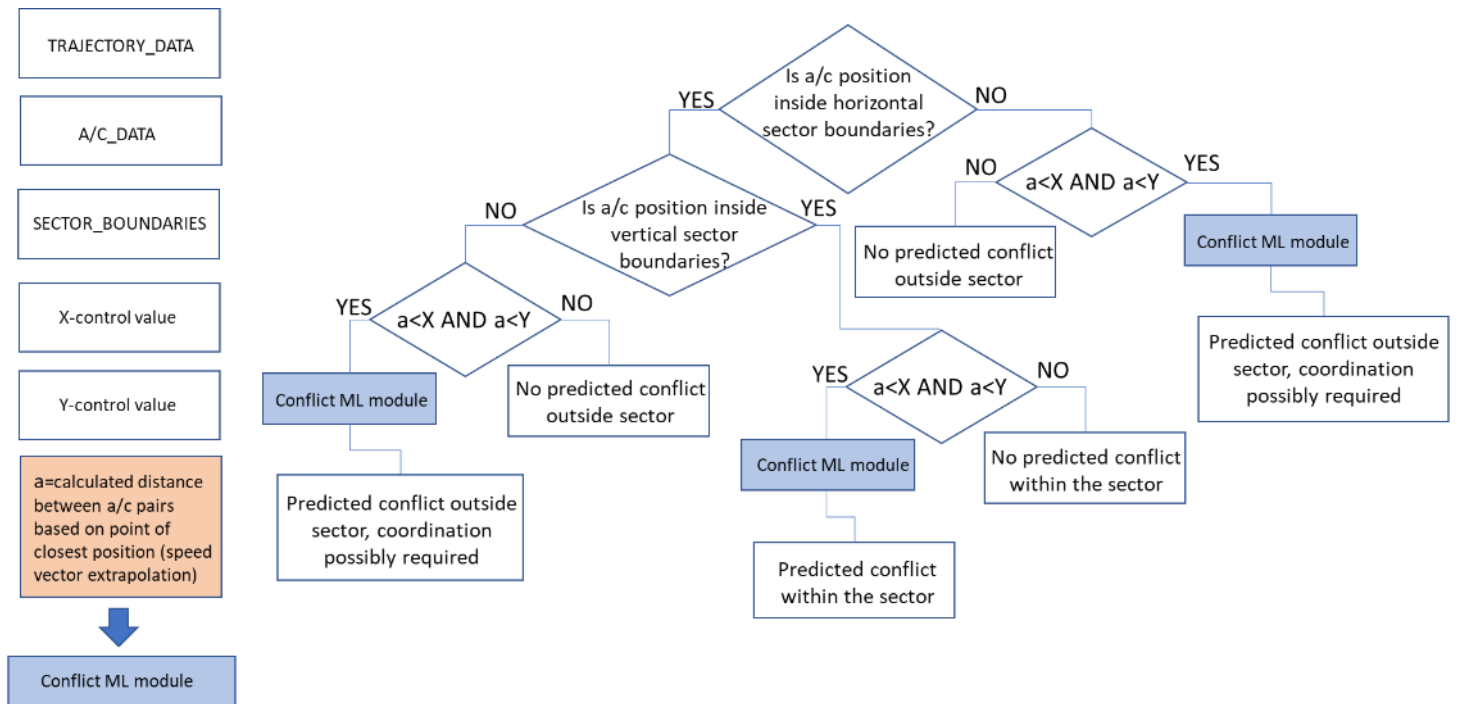 TRAJECTORY_DATA
A/C_DATA
SECTOR_BOUNDARIES
X-control value
Y-control value
a=calculated distance
between a/c pairs
based on point of
closest position (speed
vector extrapolation)
Conflict ML module
Is a/c position
inside horizontal
sector boundaries?
YES
NO
Is a/c position inside
vertical sector
boundaries?
NO
YES
a<X AND a<Y
NO
YES
No predicted conflict
outside sector
Conflict ML module
Predicted conflict outside
sector, coordination
possibly required
a<X AND a<Y
YES
NO
Conflict ML module
No predicted conflict
outside sector
Predicted conflict outside
sector, coordination
possibly required
a<X AND a<Y
YES
NO
Conflict ML module
No predicted conflict
within the sector
Predicted conflict
within the sector